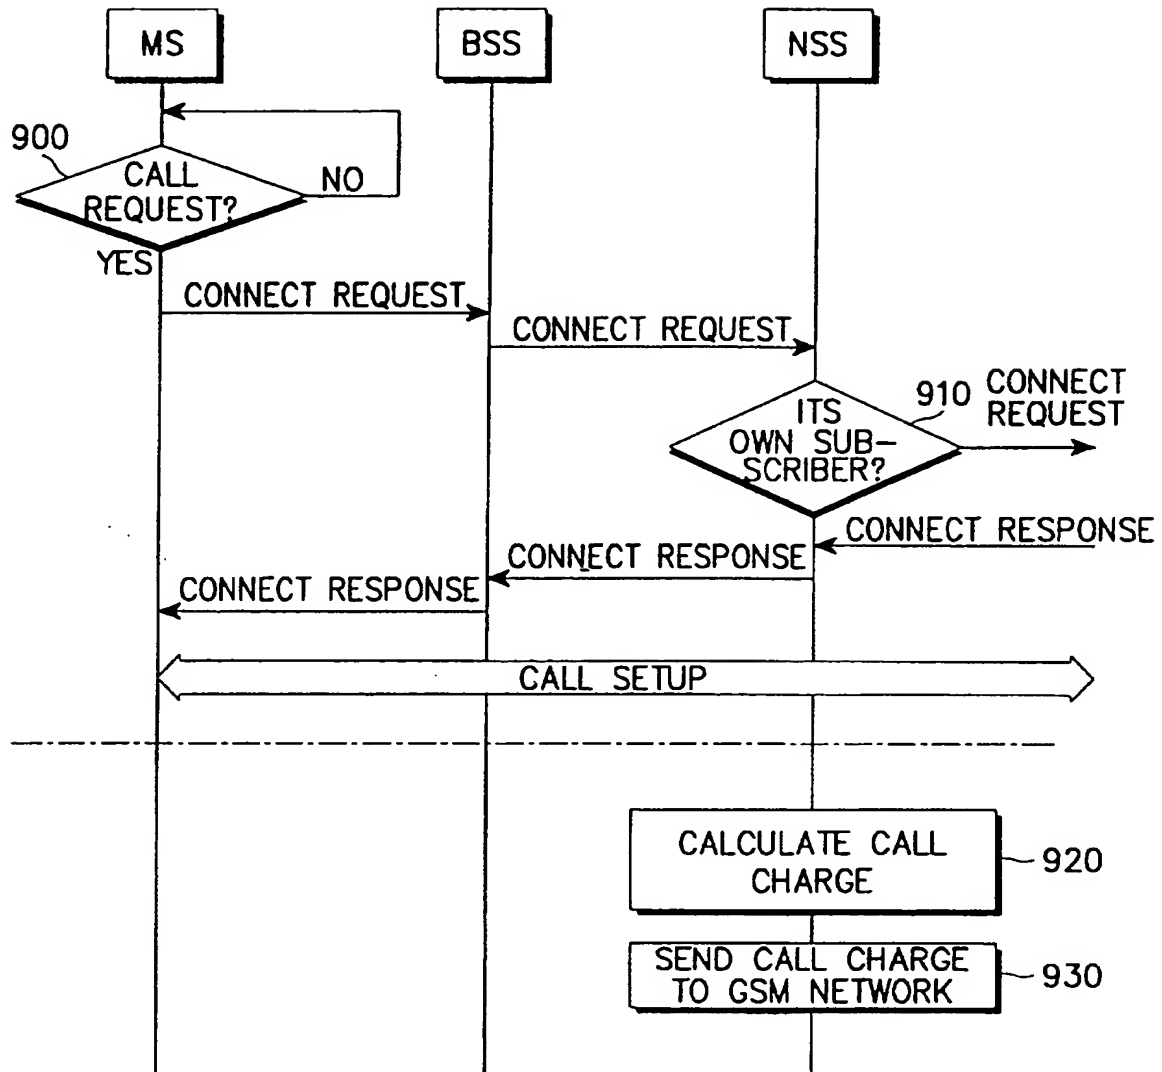 MS
BSS
NSS
900
CALL
REQUEST?
NO
YES
CONNECT REQUEST
CONNECT REQUEST
910
CONNECT
REQUEST
ITS
OWN SUB-
SCRIBER?
CONNECT RESPONSE
CONNECT RESPONSE
CONNECT RESPONSE
CALL SETUP
CALCULATE CALL
CHARGE
920
SEND CALL CHARGE
TO GSM NETWORK
930